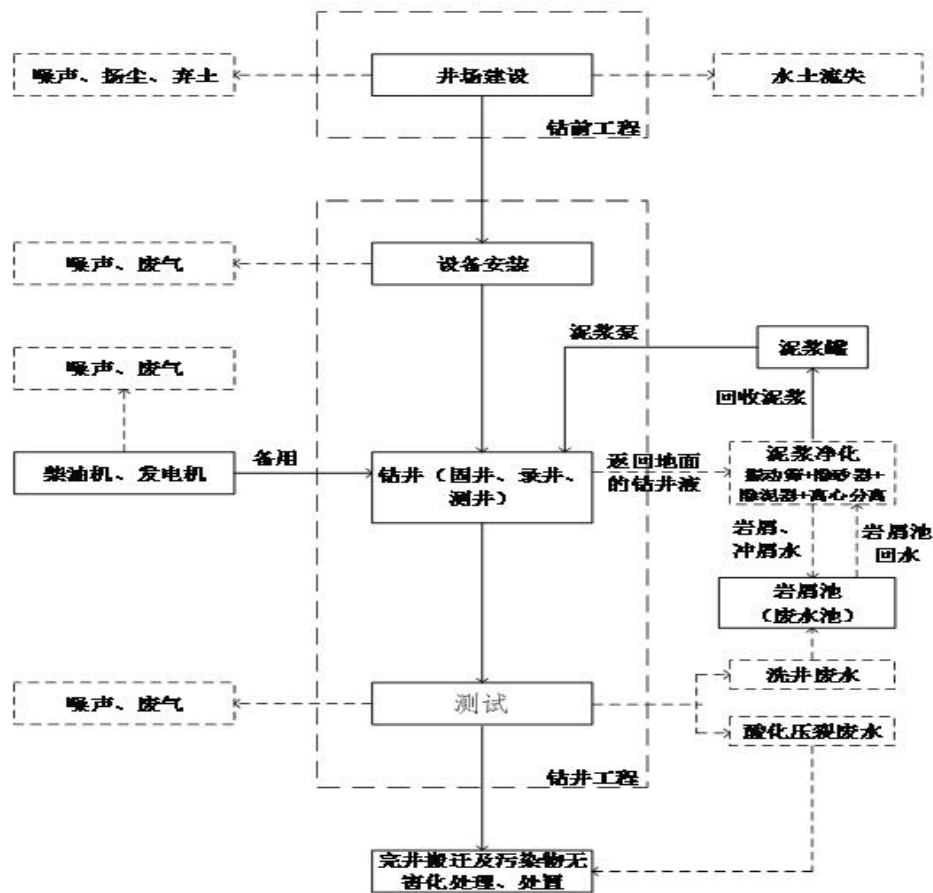 噪声、扬尘、弃土
井场建设
水土流失
钻前工程
噪声、废气
设备安装
泥浆泵
泥浆罐
噪声、废气
回收泥浆
柴油机、发电机
备用
钻井（固井、录井、
测井）
返回地面
的钻井液
泥浆净化
振动筛+除砂器+
除泥器+离心分离
岩屑、
冲屑水
岩屑池
回水
岩屑池
（废水池）
噪声、废气
测试
洗井废水
酸化压裂废水
钻井工程
完井搬迁及污染物无
害化处理、处置